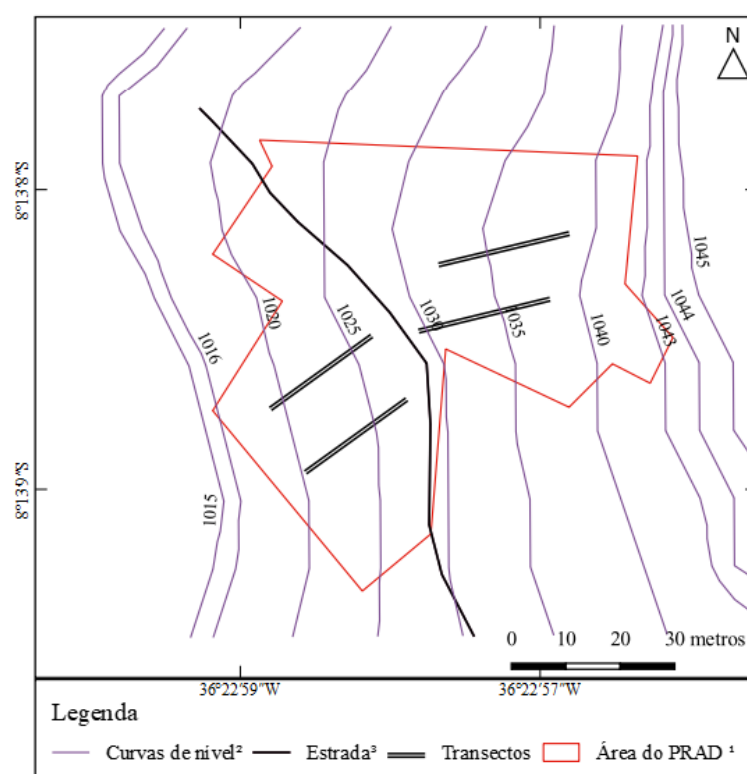 N
8°13'8"S
8°13'9"S
1045
1044
1043
1040
1035
1030
1025
1020
1016
1015
0 10 20 30 metros
36°22'59"W 36°22'57"W
Legenda
Curvas de nivel² Estrada³ Transectos Área do PRAD ¹